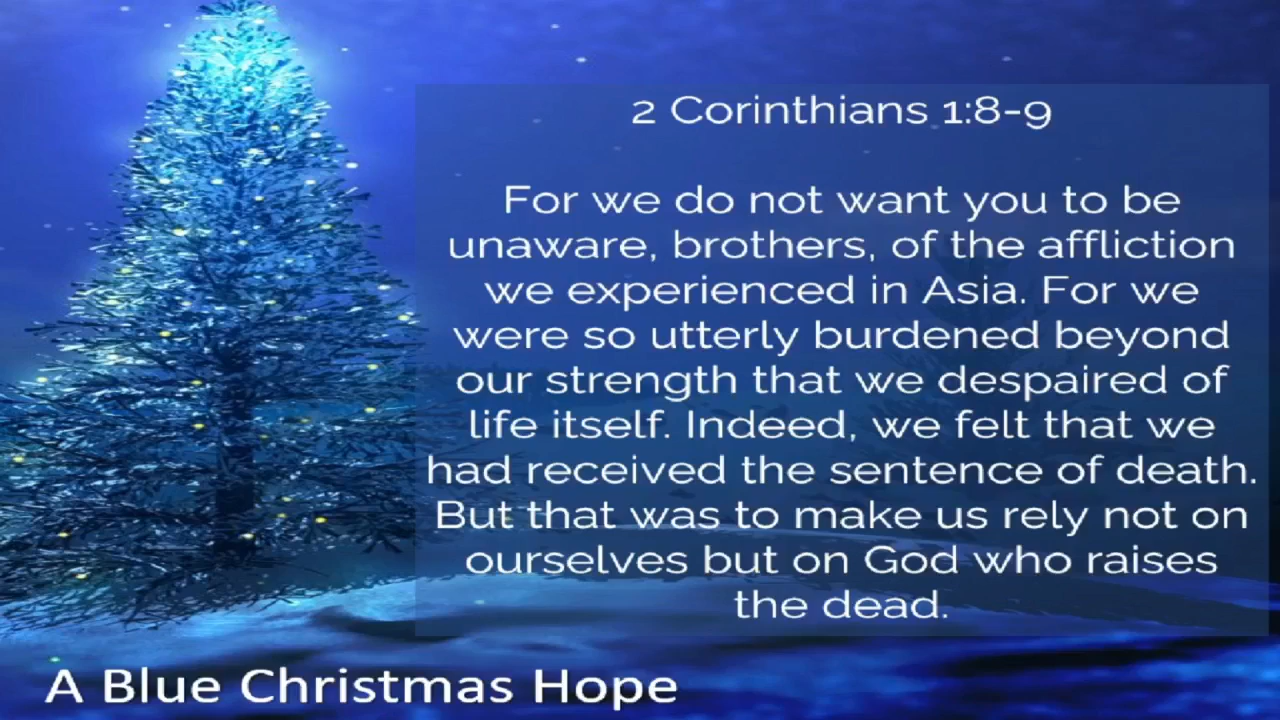 2 Corinthians 1:8-9
For we do not want you to be
unaware, brothers, of the affliction
we experienced in Asia. For we
were so utterly burdened beyond
our strength that we despaired of
life itself. Indeed, we felt that we
had received the sentence of death.
But that was to make us rely not on
ourselves but on God who raises
the dead.
A Blue Christmas Hope